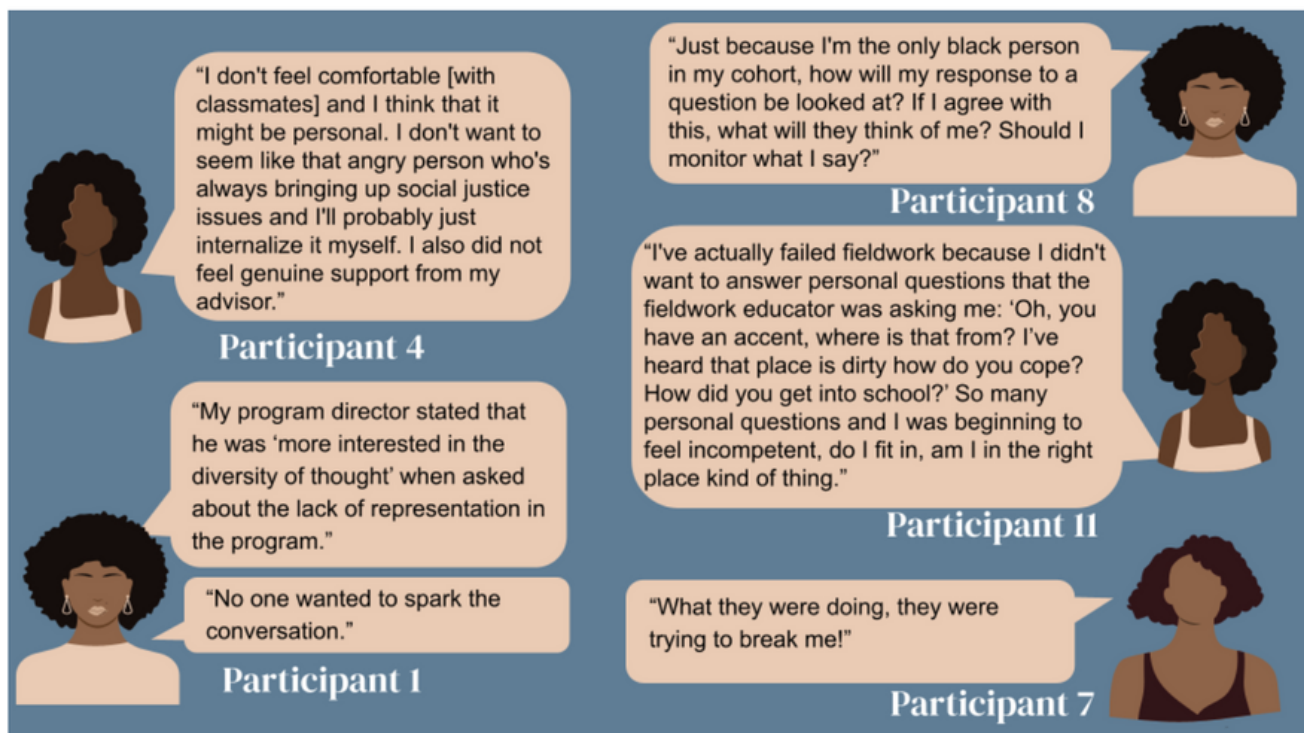 “I don't feel comfortable [with
classmates] and I think that it
might be personal. I don't want to
seem like that angry person who's
always bringing up social justice
issues and I'll probably just
internalize it myself. I also did not
feel genuine support from my
advisor.”
Participant 4
“My program director stated that
he was ‘more interested in the
diversity of thought’ when asked
about the lack of representation in
the program.”
“No one wanted to spark the
conversation.”
Participant 1
“Just because I'm the only black person
in my cohort, how will my response to a
question be looked at? If I agree with
this, what will they think of me? Should I
monitor what I say?”
Participant 8
“I've actually failed fieldwork because I didn't
want to answer personal questions that the
fieldwork educator was asking me: ‘Oh, you
have an accent, where is that from? I’ve
heard that place is dirty how do you cope?
How did you get into school?’ So many
personal questions and I was beginning to
feel incompetent, do I fit in, am I in the right
place kind of thing.”
Participant 11
“What they were doing, they were
trying to break me!”
Participant 7